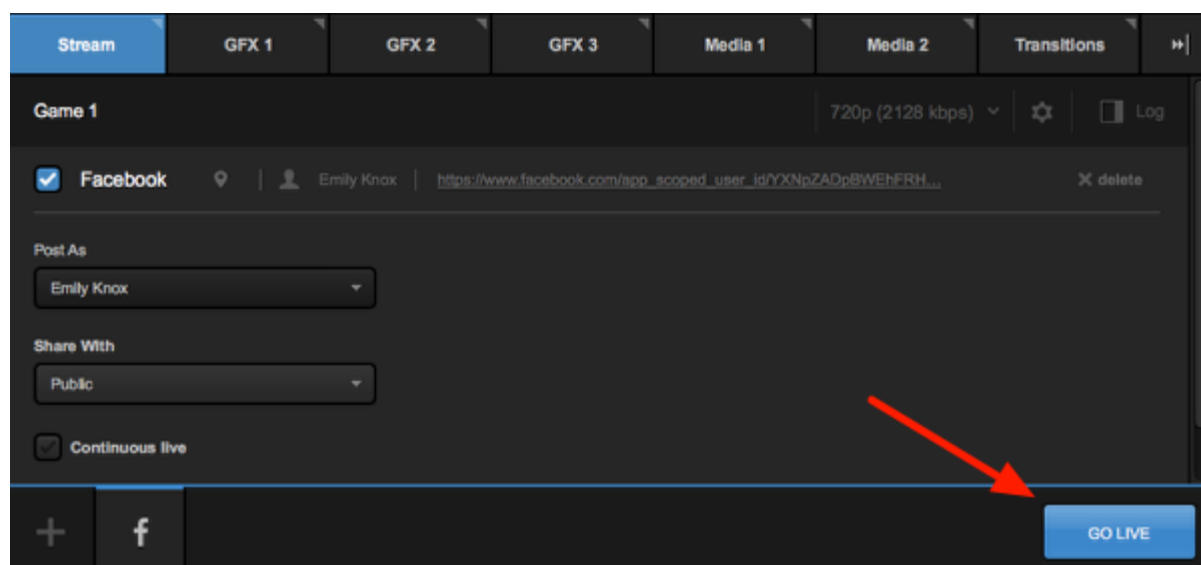 Stream GFX 1 GFX 2 GFX 3 Media 1 Media 2 Transitions
Game 1 720p (2128 kbps) Log
Facebook Emily Knox https://www.facebook.com/app_scoped_user_id/YXNpZADpBWEhFRH... delete
Post As
Emily Knox
Share With
Public
Continuous live
f GO LIVE